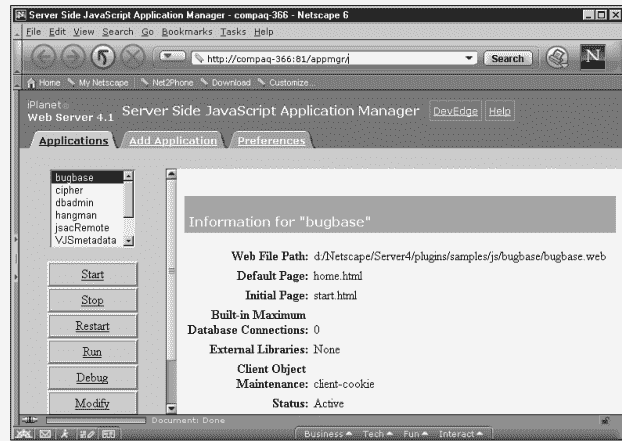 Server Side JavaScript Application Manager - compaq-366 - Netscape 6
File Edit View Search Go Bookmarks Tasks Help
http://compaq-366:81/appmgr/
Search
N
Home My Netscape Net2Phone Download Customize...
iPlanet
Web Server 4.1
Server Side JavaScript Application Manager
DevEdge
Help
Applications
Add Application
Preferences
bugbase
cipher
dbadmin
hangman
jsacRemote
VJSmetadata
Start
Stop
Restart
Run
Debug
Modify
Information for "bugbase"
Web File Path: d:/Netscape/Server4/plugins/samples/js/bugbase/bugbase.web
Default Page: home.html
Initial Page: start.html
Built-in Maximum
Database Connections: 0
External Libraries: None
Client Object
Maintenance: client-cookie
Status: Active
Document: Done
Business Tech Fun Interact